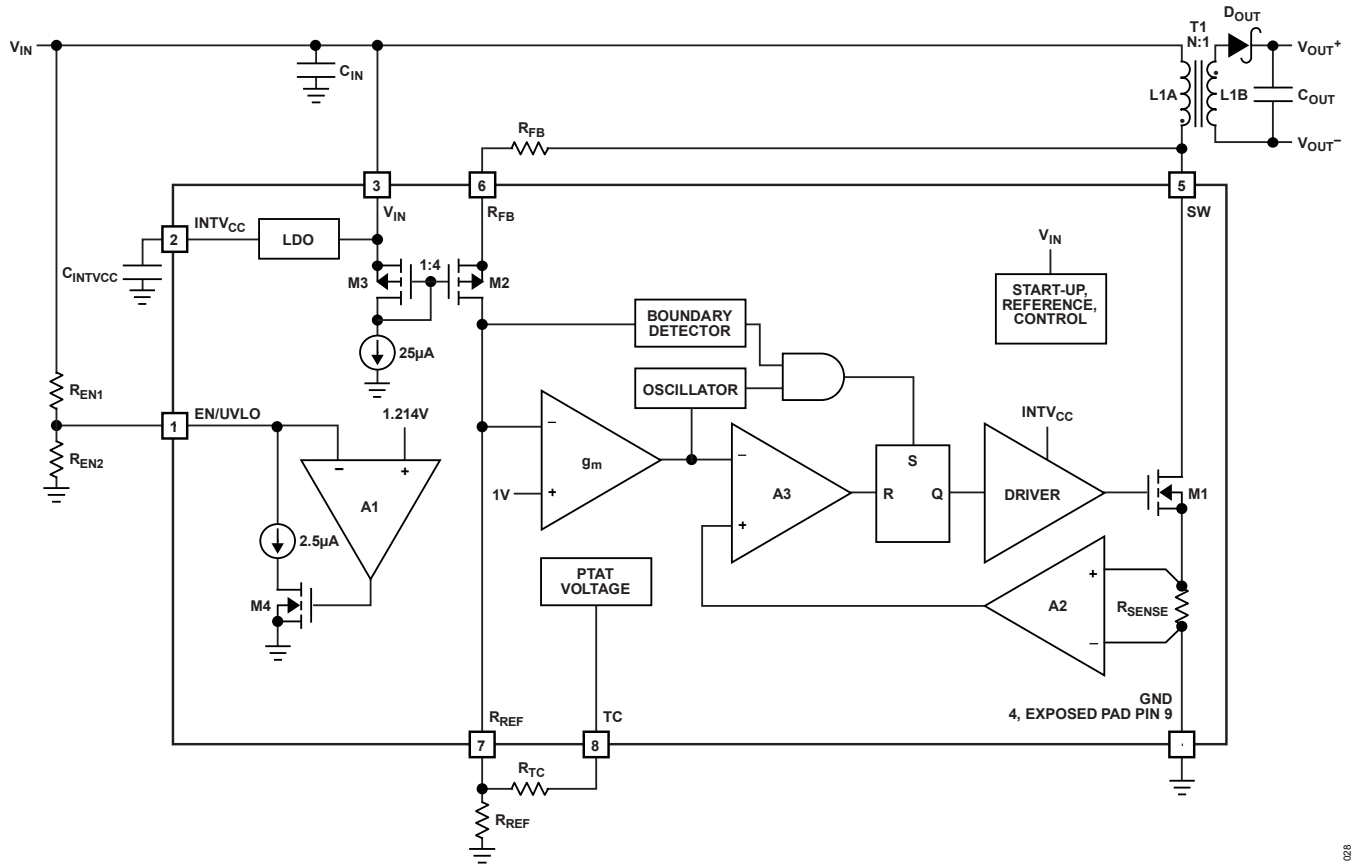 DOUT
T1
N:1
VIN
VOUT+
CIN
L1A
L1B
COUT
RFB
VOUT−
3
6
5
VIN
RFB
SW
INTVCC
2
LDO
1:4
M3
M2
VIN
CINTVCC
START-UP,
REFERENCE,
CONTROL
BOUNDARY
DETECTOR
25µA
OSCILLATOR
REN1
EN/UVLO
1.214V
INTVCC
1
−
+
−
−
S
REN2
gm
A3
R
Q
DRIVER
M1
A1
1V
+
+
2.5µA
PTAT
VOLTAGE
+
A2
RSENSE
M4
−
GND
4, EXPOSED PAD PIN 9
RREF
TC
7
8
RTC
RREF
028